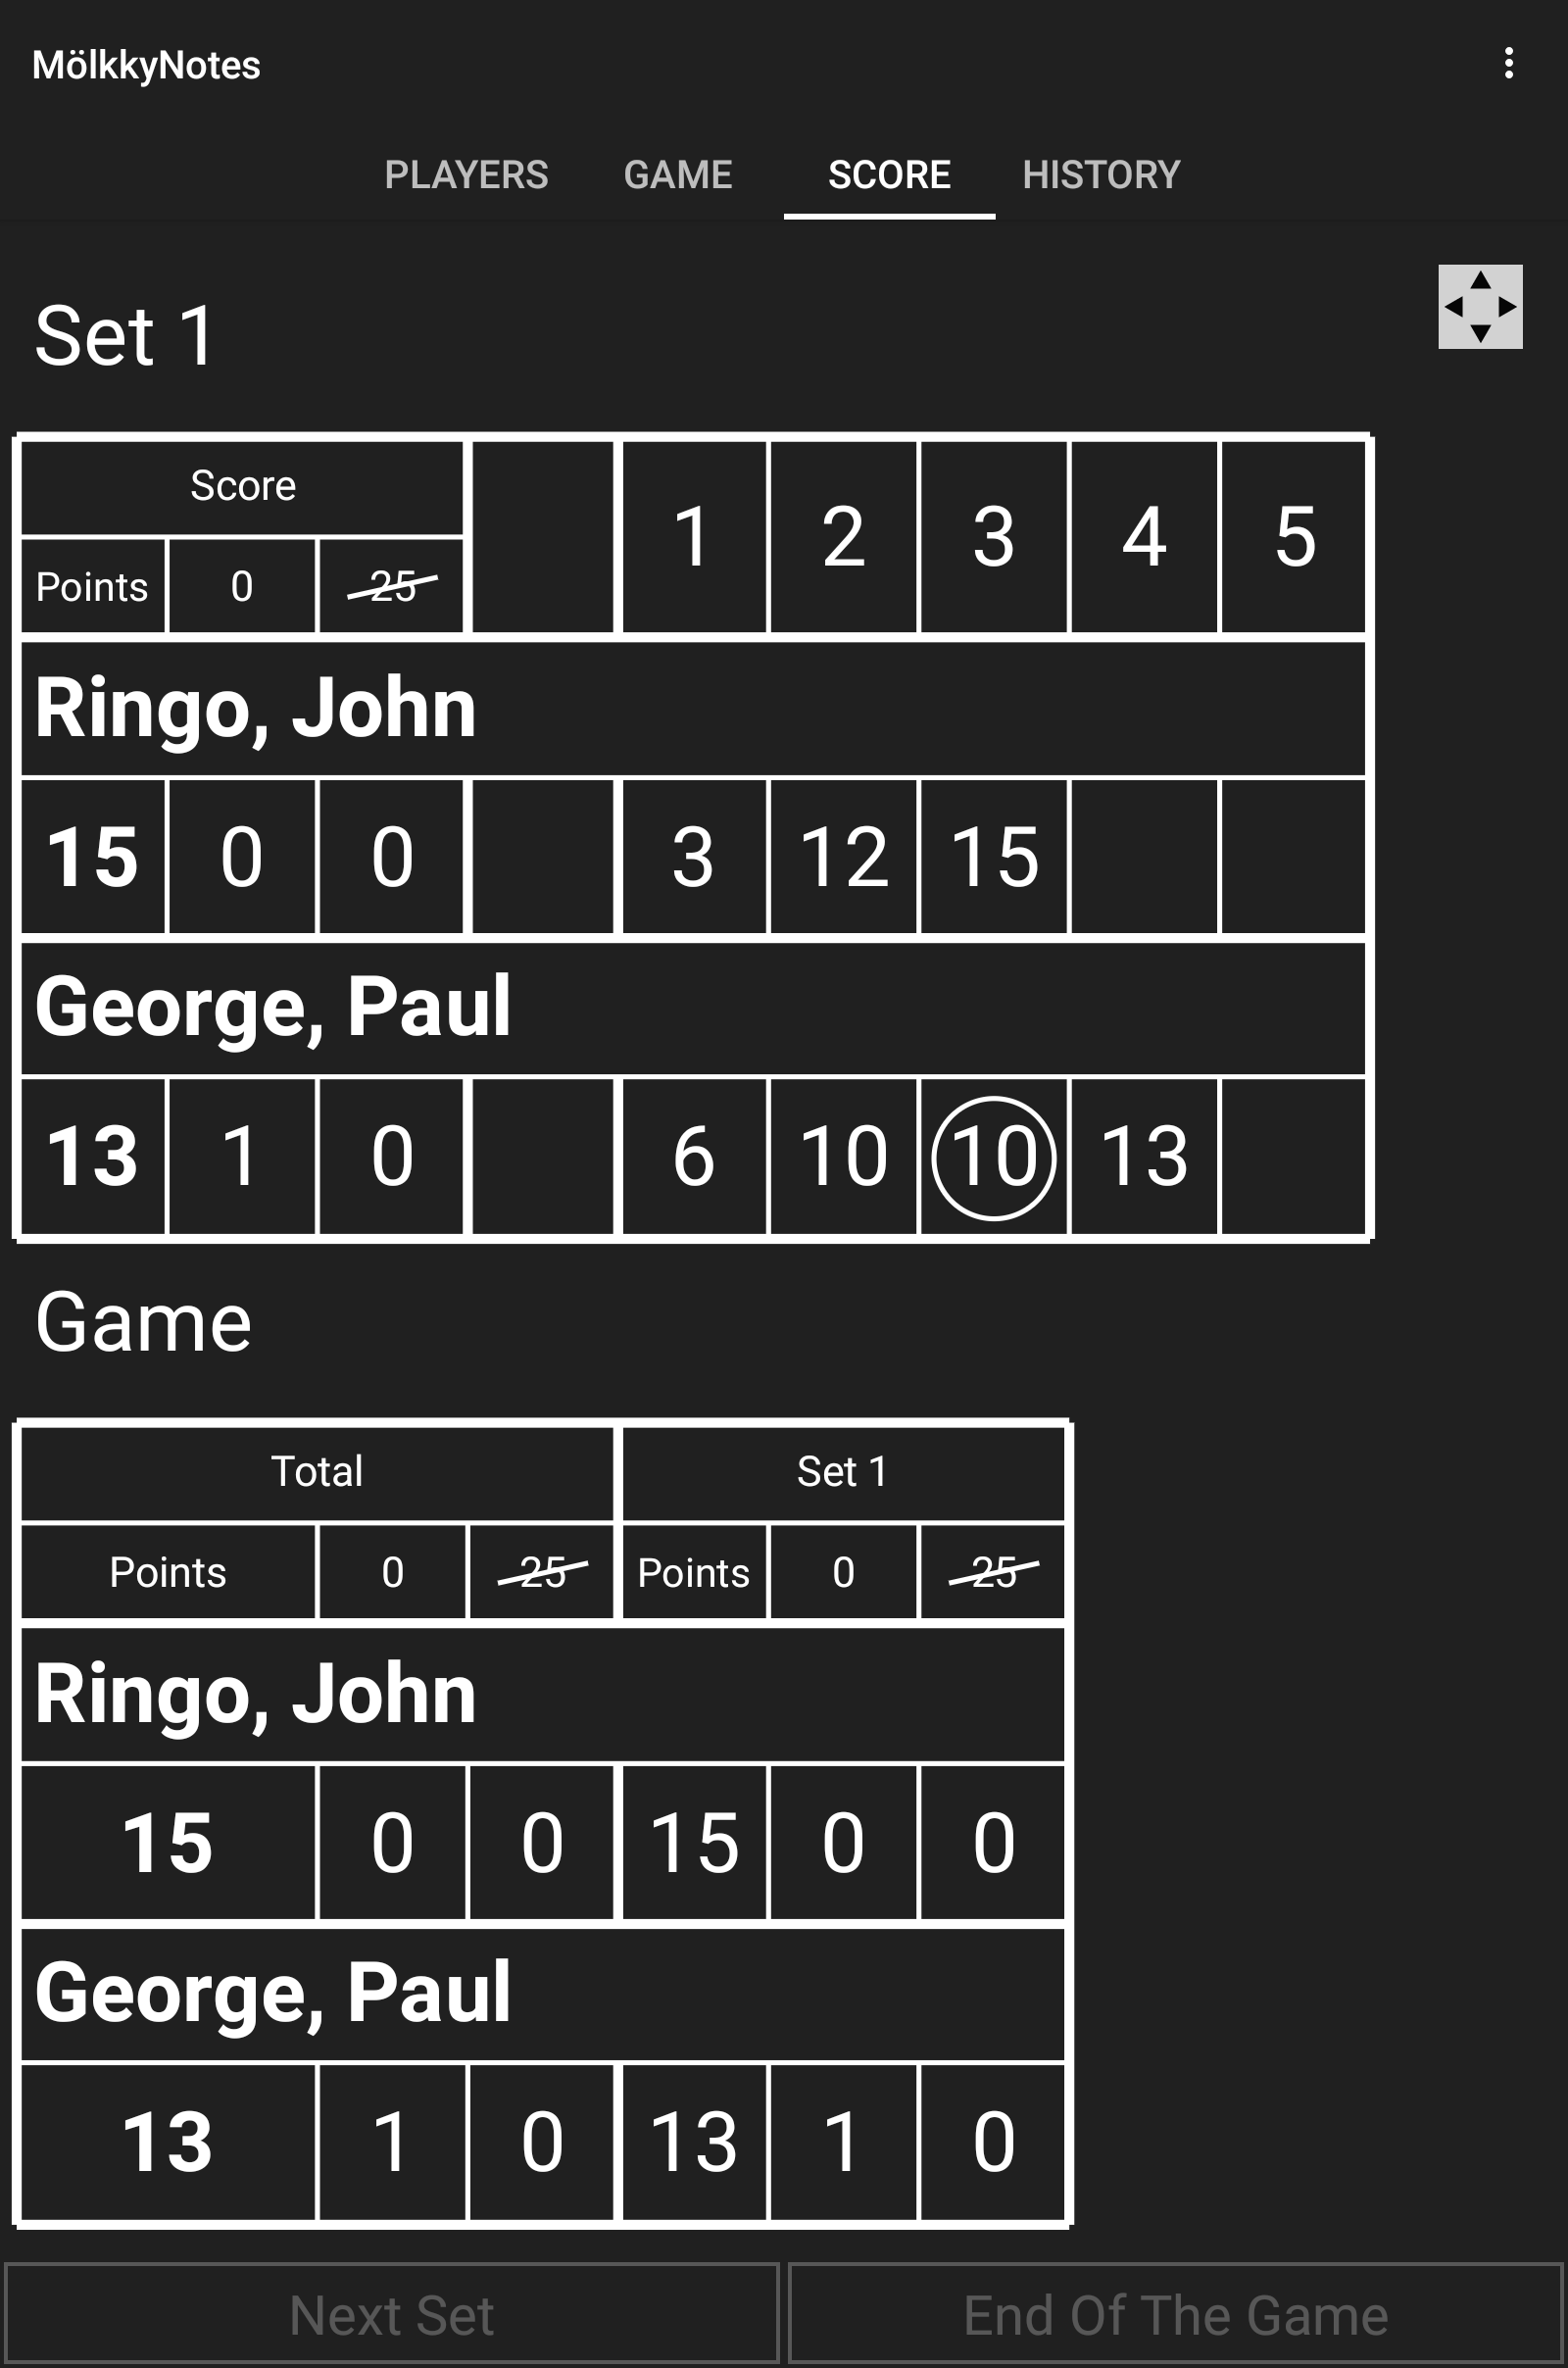 MölkkyNotes
PLAYERS GAME SCORE HISTORY
Set 1
Score 1 2 3 4 5
Points 0 25
Ringo, John
15 0 0 3 12 15
George, Paul
13 1 0 6 10 10 13
Game
Total Set 1
Points 0 25 Points 0 25
Ringo, John
15 0 0 15 0 0
George, Paul
13 1 0 13 1 0
Next Set End Of The Game